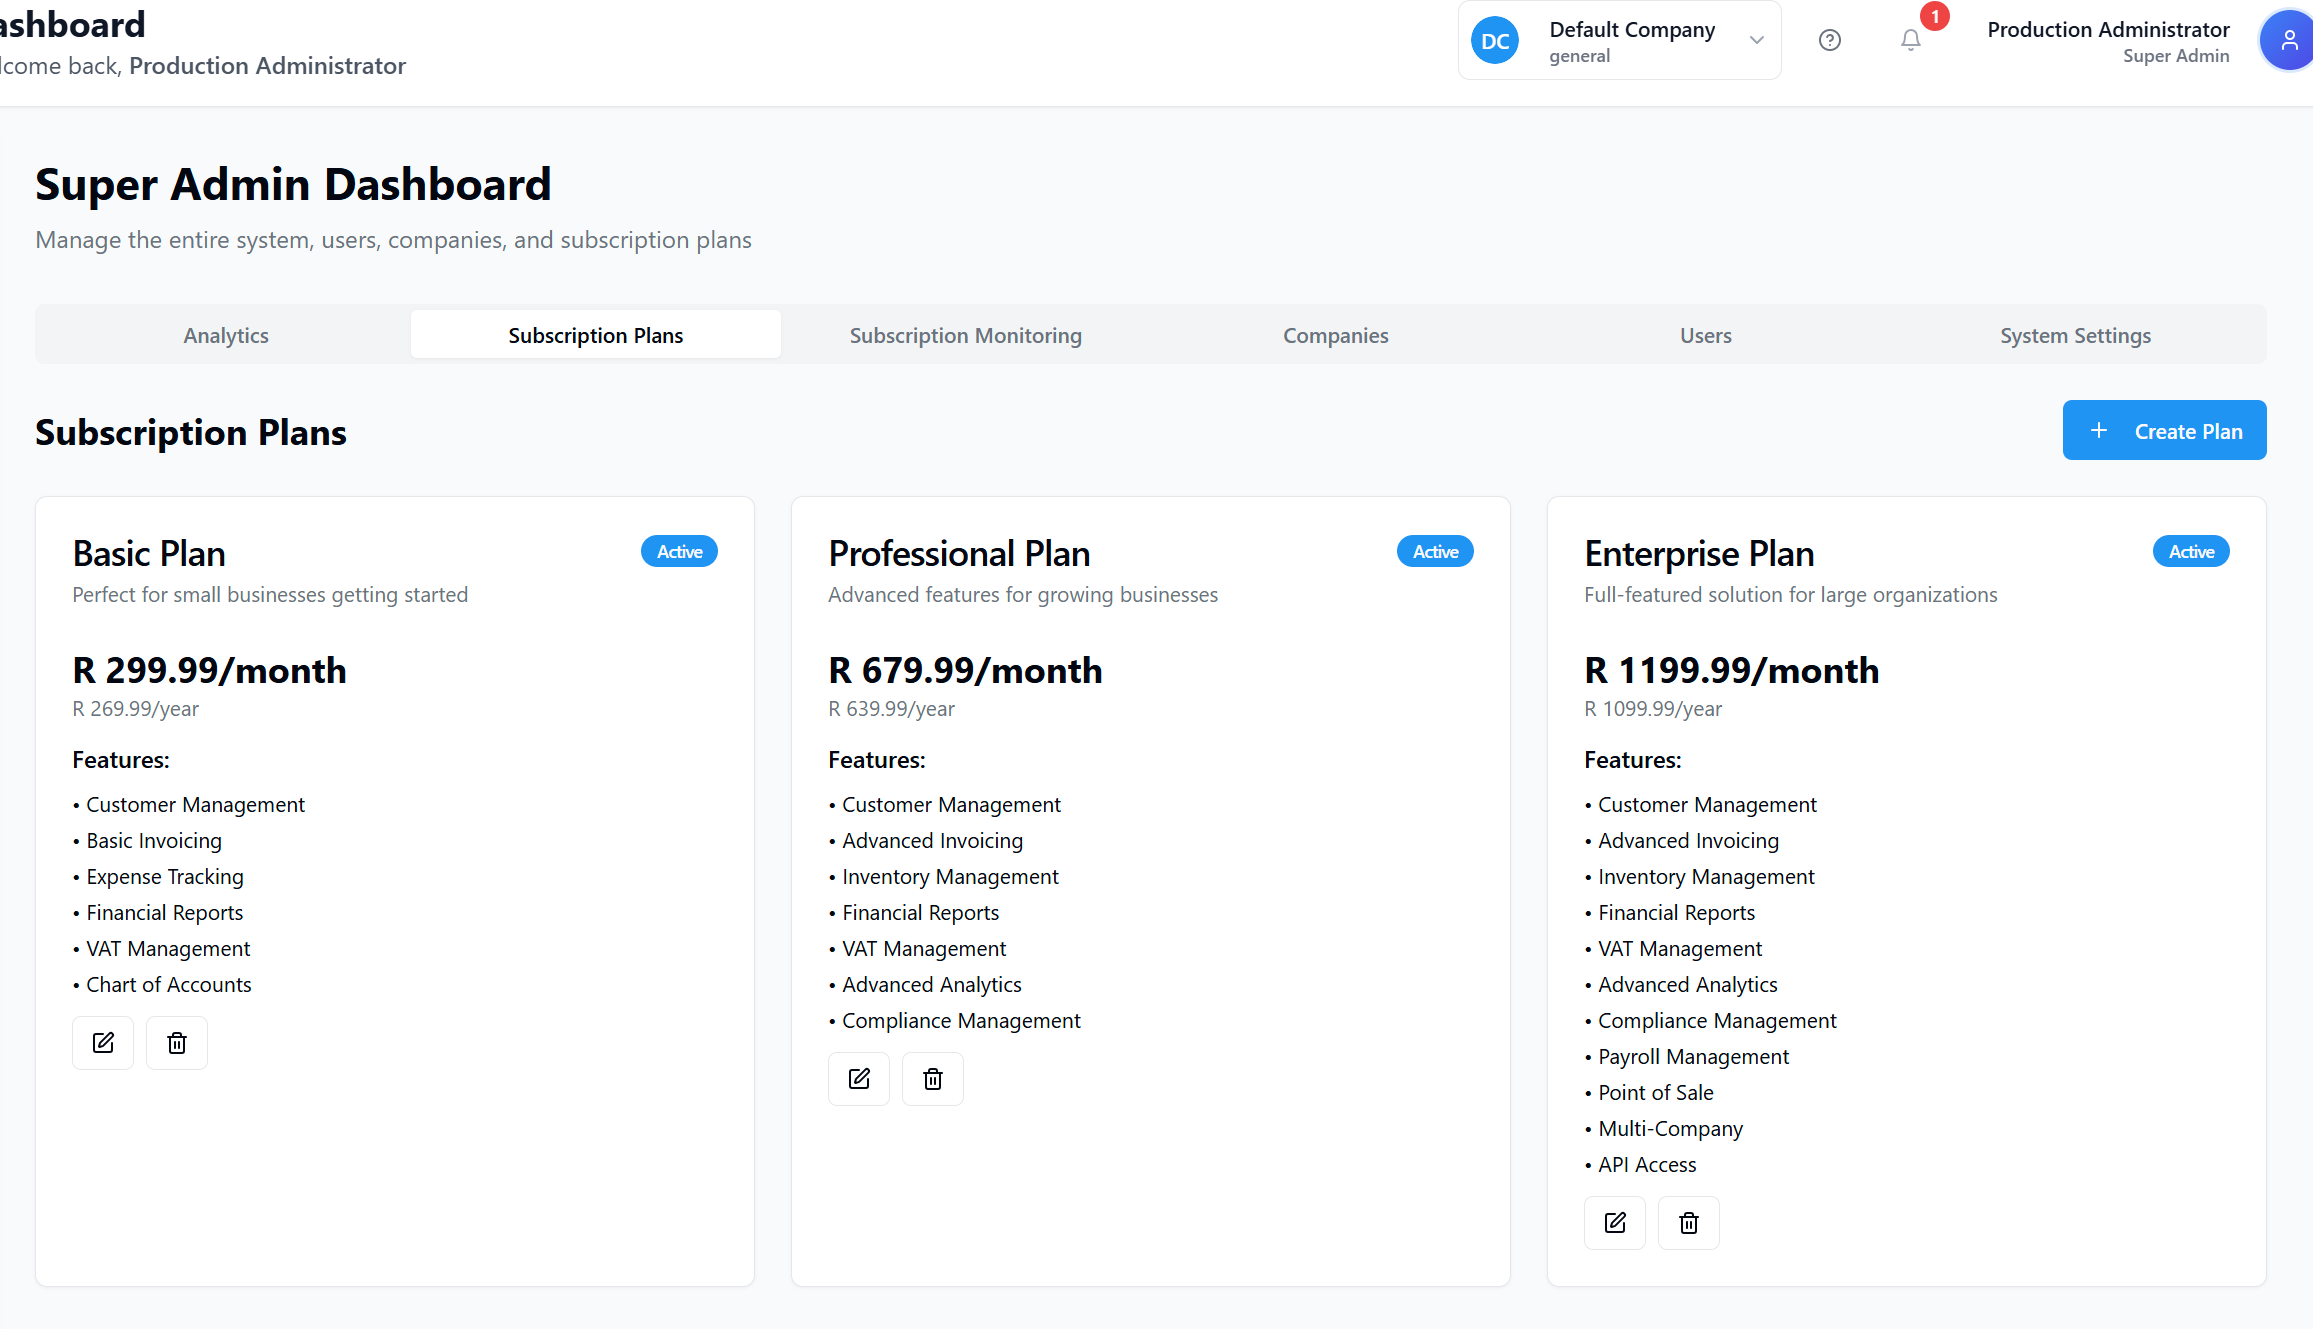 ashboard
come back, Production Administrator
DC
Default Company
general
1
Production Administrator
Super Admin
Super Admin Dashboard
Manage the entire system, users, companies, and subscription plans
Analytics
Subscription Plans
Subscription Monitoring
Companies
Users
System Settings
Subscription Plans
+ Create Plan
Basic Plan
Active
Perfect for small businesses getting started
R 299.99/month
R 269.99/year
Features:
• Customer Management
• Basic Invoicing
• Expense Tracking
• Financial Reports
• VAT Management
• Chart of Accounts
Professional Plan
Active
Advanced features for growing businesses
R 679.99/month
R 639.99/year
Features:
• Customer Management
• Advanced Invoicing
• Inventory Management
• Financial Reports
• VAT Management
• Advanced Analytics
• Compliance Management
Enterprise Plan
Active
Full-featured solution for large organizations
R 1199.99/month
R 1099.99/year
Features:
• Customer Management
• Advanced Invoicing
• Inventory Management
• Financial Reports
• VAT Management
• Advanced Analytics
• Compliance Management
• Payroll Management
• Point of Sale
• Multi-Company
• API Access